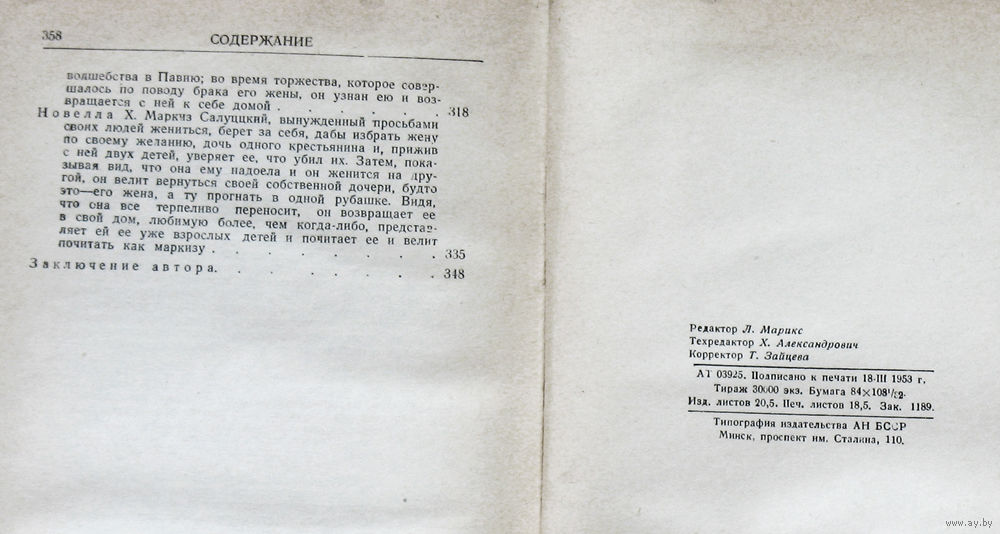 358
СОДЕРЖАНИЕ
волшебства в Павию; во время торжества, которое совер-
шалось по поводу брака его жены, он узнан ею и воз-
вращается с ней к себе домой . . . . . . . 318
Новелла X. Маркиз Салуццкий, вынужденный просьбами
своих людей жениться, берет за себя, дабы избрать жену
по своему желанию, дочь одного крестьянина и, прижив
с ней двух детей, уверяет ее, что убил их. Затем, пока-
зывая вид, что она ему надоела и он женится на дру-
гой, он велит вернуться своей собственной дочери, будто
это—его жена, а ту прогнать в одной рубашке. Видя,
что она все терпеливо переносит, он возвращает ее
в свой дом, любимую более, чем когда-либо, представ-
ляет ей ее уже взрослых детей и почитает ее и велит
почитать как маркизу . . . . . . . . 335
Заключение автора. . . . . . . . 348
Редактор Л. Марикс
Техредактор Х. Александрович
Корректор Т. Зайцева
АТ 03925. Подписано к печати 18-III 1953 г.
Тираж 30000 экз. Бумага 84×108¹/₃₂.
Изд. листов 20,5. Печ. листов 18,5. Зак. 1189.
Типография издательства АН БССР
Минск, проспект им. Сталина, 110.
www.ay.by